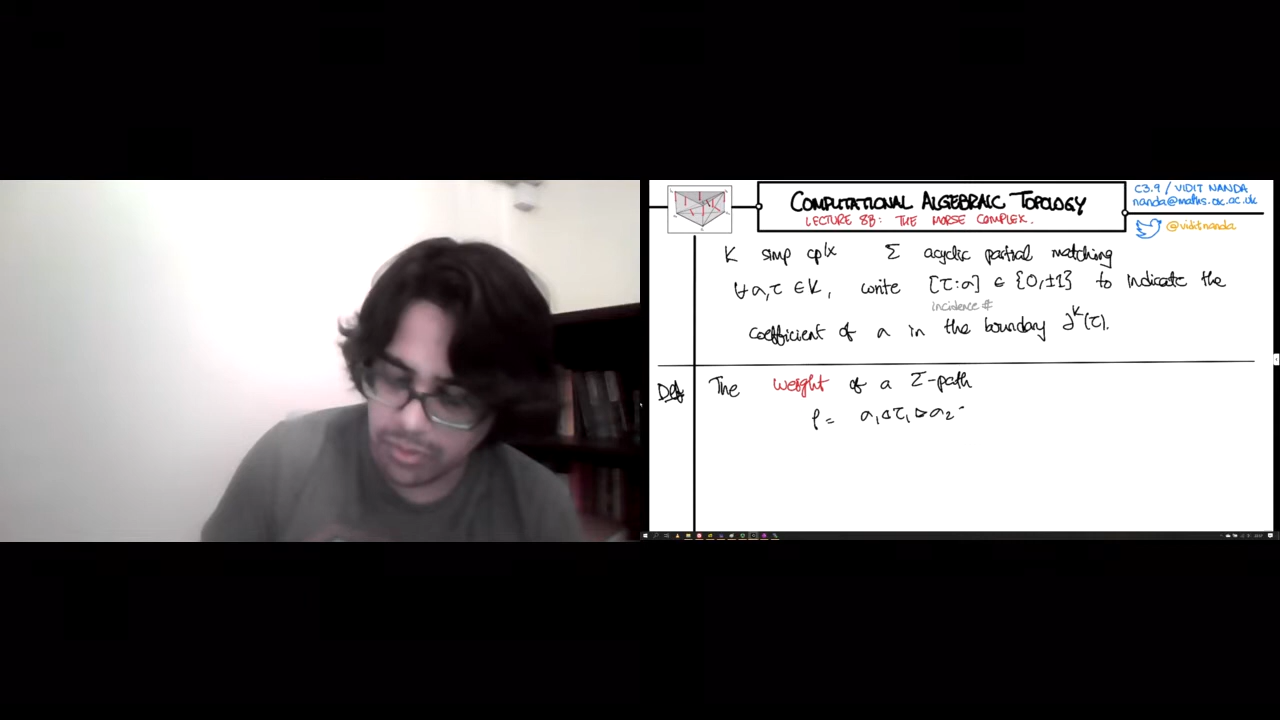 COMPUTATIONAL ALGEBRAIC TOPOLOGY
LECTURE 8B: THE MORSE COMPLEX.
C3.9 / VIDIT NANDA
nanda@maths.ox.ac.uk
@viditnanda
K simp cplx Σ acyclic partial matching
∀ σ,τ ∈ K, write [τ:σ] ∈ {0,±1} to indicate the
incidence #
coefficient of σ in the boundary ∂ᴷ(τ).
Def The weight of a Σ-path
ρ = σ₁ ◁ τ₁ ▷ σ₂